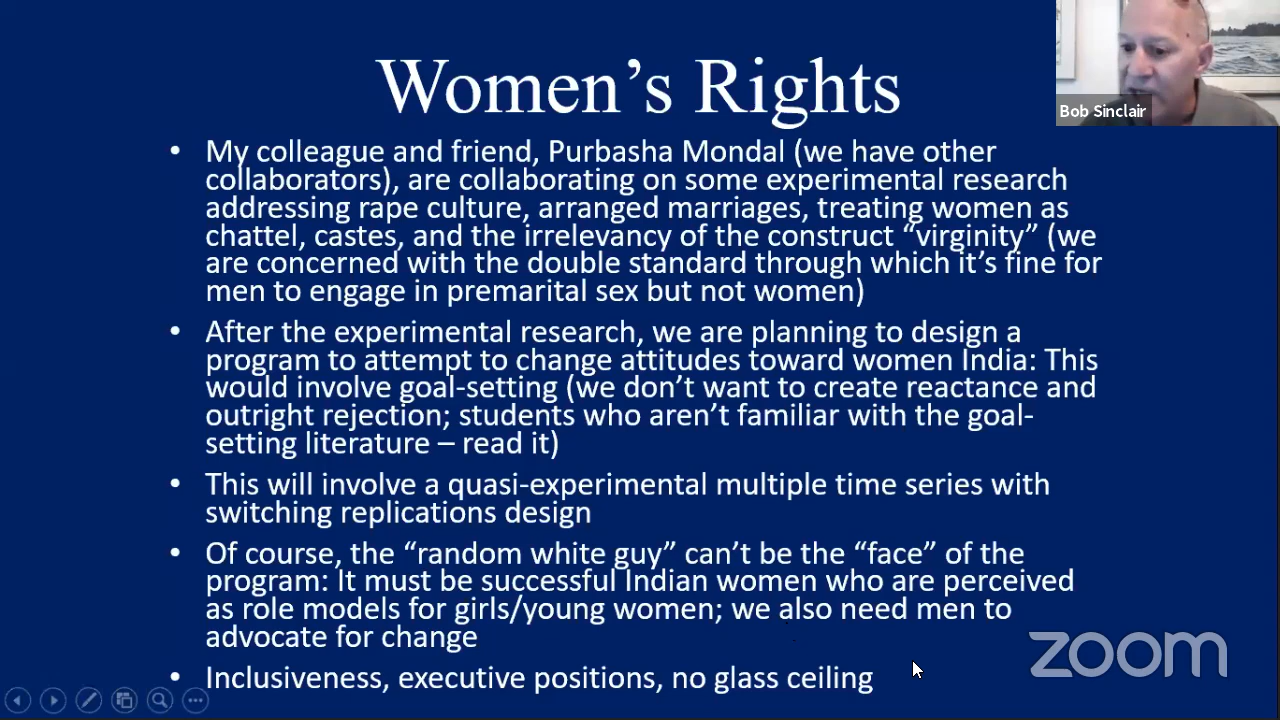 Women's Rights
Bob Sinclair
• My colleague and friend, Purbasha Mondal (we have other
collaborators), are collaborating on some experimental research
addressing rape culture, arranged marriages, treating women as
chattel, castes, and the irrelevancy of the construct “virginity” (we
are concerned with the double standard through which it’s fine for
men to engage in premarital sex but not women)
• After the experimental research, we are planning to design a
program to attempt to change attitudes toward women India: This
would involve goal-setting (we don’t want to create reactance and
outright rejection; students who aren’t familiar with the goal-
setting literature – read it)
• This will involve a quasi-experimental multiple time series with
switching replications design
• Of course, the “random white guy” can’t be the “face” of the
program: It must be successful Indian women who are perceived
as role models for girls/young women; we also need men to
advocate for change
• Inclusiveness, executive positions, no glass ceiling
zoom